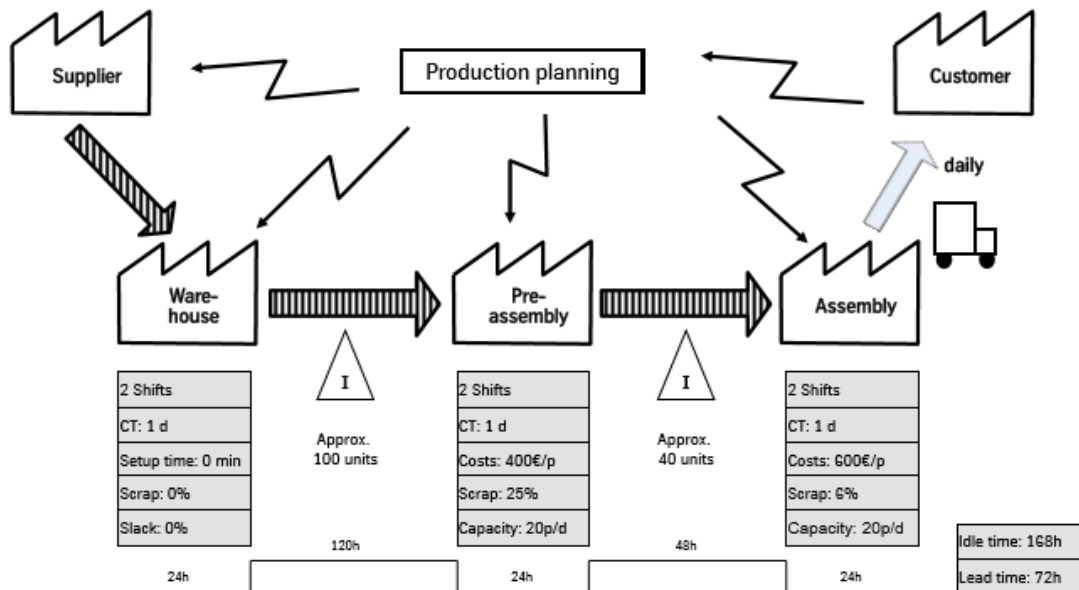 Supplier
Production planning
Customer
daily
Ware-
house
Pre-
assembly
Assembly
I
I
2 Shifts
CT: 1 d
Setup time: 0 min
Scrap: 0%
Slack: 0%
Approx.
100 units
2 Shifts
CT: 1 d
Costs: 400€/p
Scrap: 25%
Capacity: 20p/d
Approx.
40 units
2 Shifts
CT: 1 d
Costs: 600€/p
Scrap: 6%
Capacity: 20p/d
120h
48h
24h
24h
24h
Idle time: 168h
Lead time: 72h